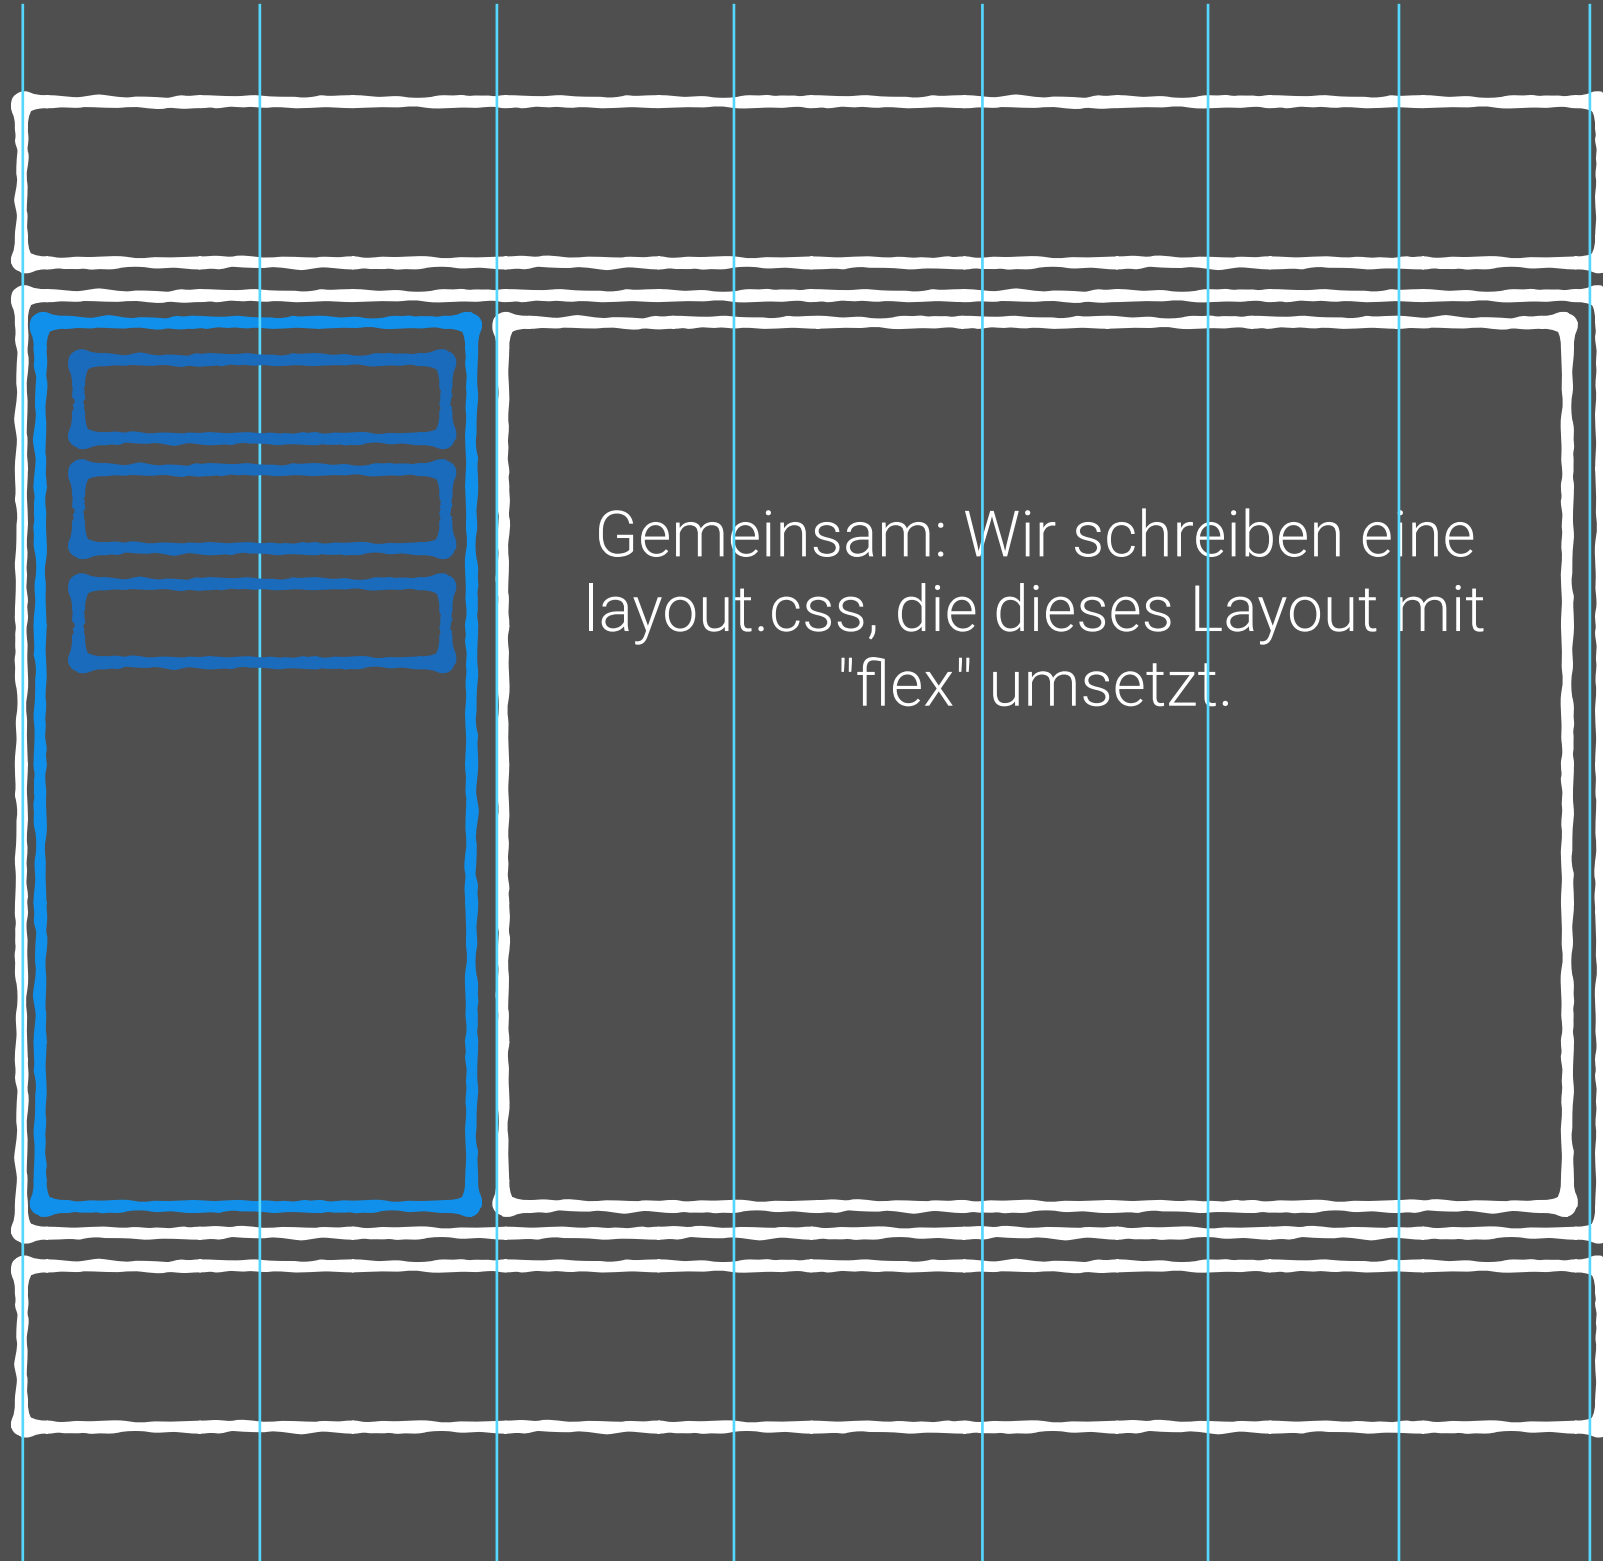 Gemeinsam: Wir schreiben eine
layout.css, die dieses Layout mit
"flex" umsetzt.